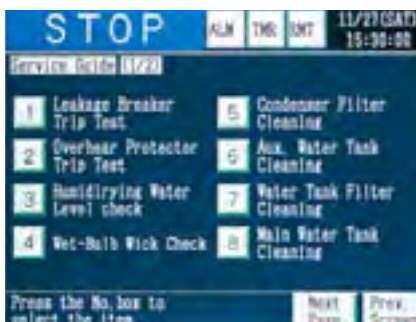 STOP
ALM TMR UMT 11/27(SAT)
15:30:00
Service Guide (1/2)
1 Leakage Breaker
Trip Test
2 Overhear Protector
Trip Test
3 Humidirying Water
Level check
4 Wet-Bulb Wick Check
5 Condenser Filter
Cleaning
6 Aux. Water Tank
Cleaning
7 Water Tank Filter
Cleaning
8 Main Water Tank
Cleaning
Press the No. box to
select the item
Next
Page
Prev.
Screen